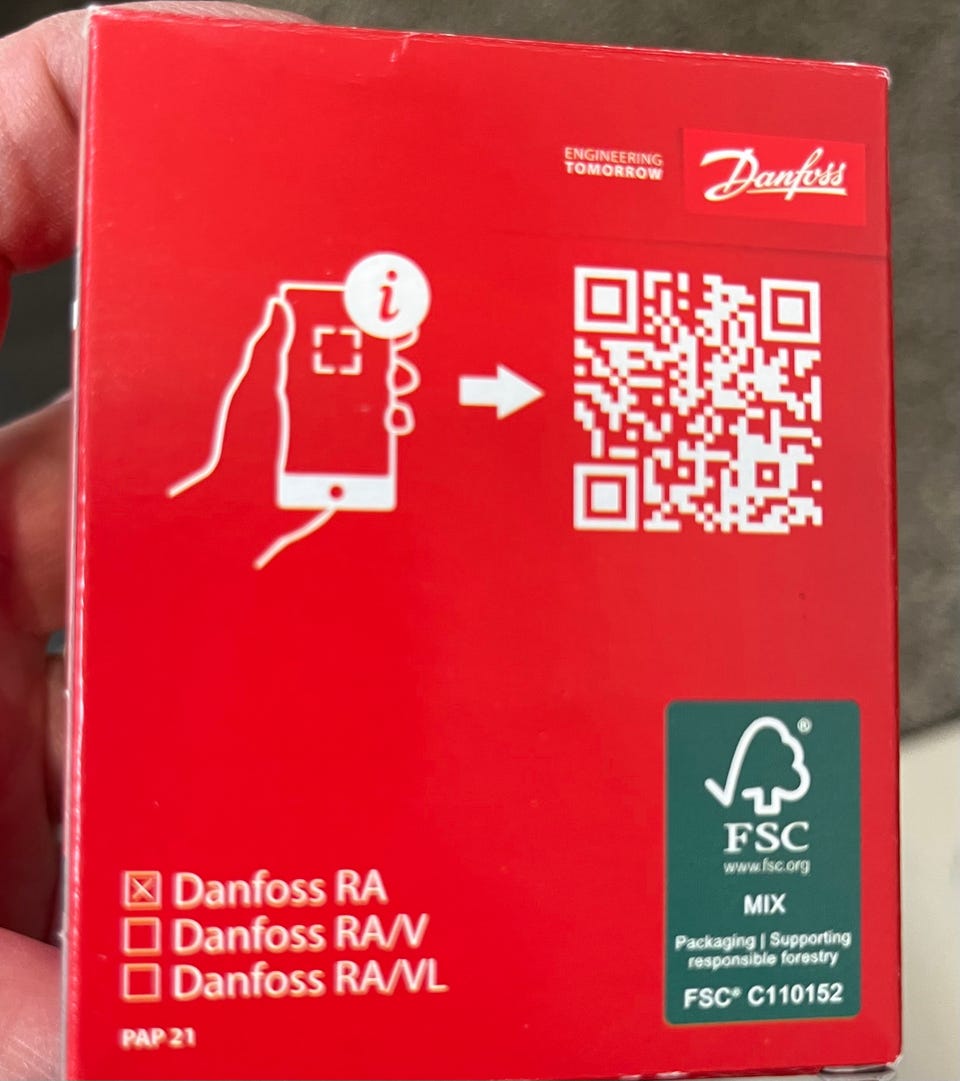 ENGINEERING
TOMORROW
Danfoss
i
FSC®
www.fsc.org
MIX
Packaging | Supporting
responsible forestry
FSC® C110152
☒ Danfoss RA
☐ Danfoss RA/V
☐ Danfoss RA/VL
PAP 21